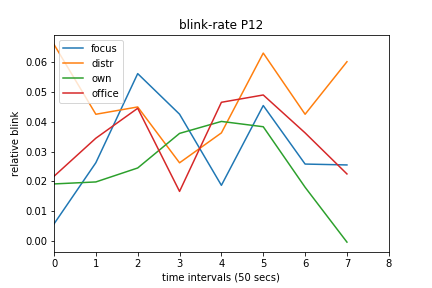 blink-rate P12
focus
distr
own
office
relative blink
0.06
0.05
0.04
0.03
0.02
0.01
0.00
0 1 2 3 4 5 6 7 8
time intervals (50 secs)